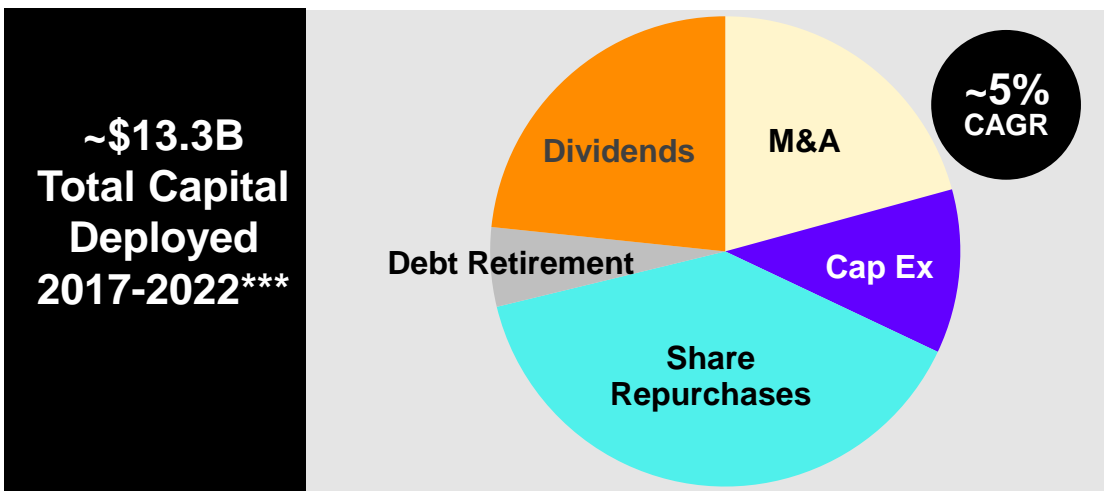 ~$13.3B
Total Capital
Deployed
2017-2022***
Dividends
M&A
~5%
CAGR
Debt Retirement
Cap Ex
Share
Repurchases